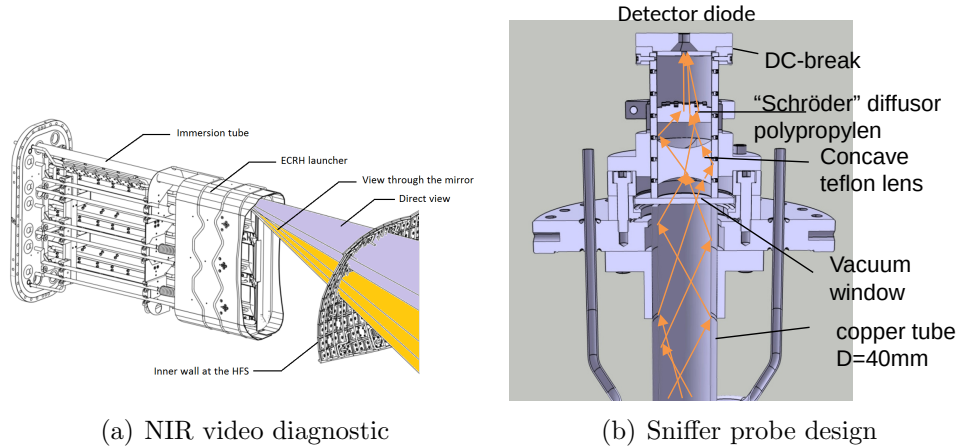 Immersion tube
ECRH launcher
View through the mirror
Direct view
Inner wall at the HFS
(a) NIR video diagnostic
Detector diode
DC-break
“Schröder” diffusor
polypropylen
Concave
teflon lens
Vacuum
window
copper tube
D=40mm
(b) Sniffer probe design